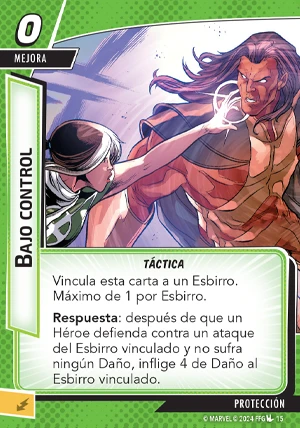 0
MEJORA
BAJO CONTROL
TÁCTICA
Vincula esta carta a un Esbirro.
Máximo de 1 por Esbirro.
Respuesta: después de que un
Héroe defienda contra un ataque
del Esbirro vinculado y no sufra
ningún Daño, inflige 4 de Daño al
Esbirro vinculado.
PROTECCIÓN
© MARVEL © 2024 FFG 15